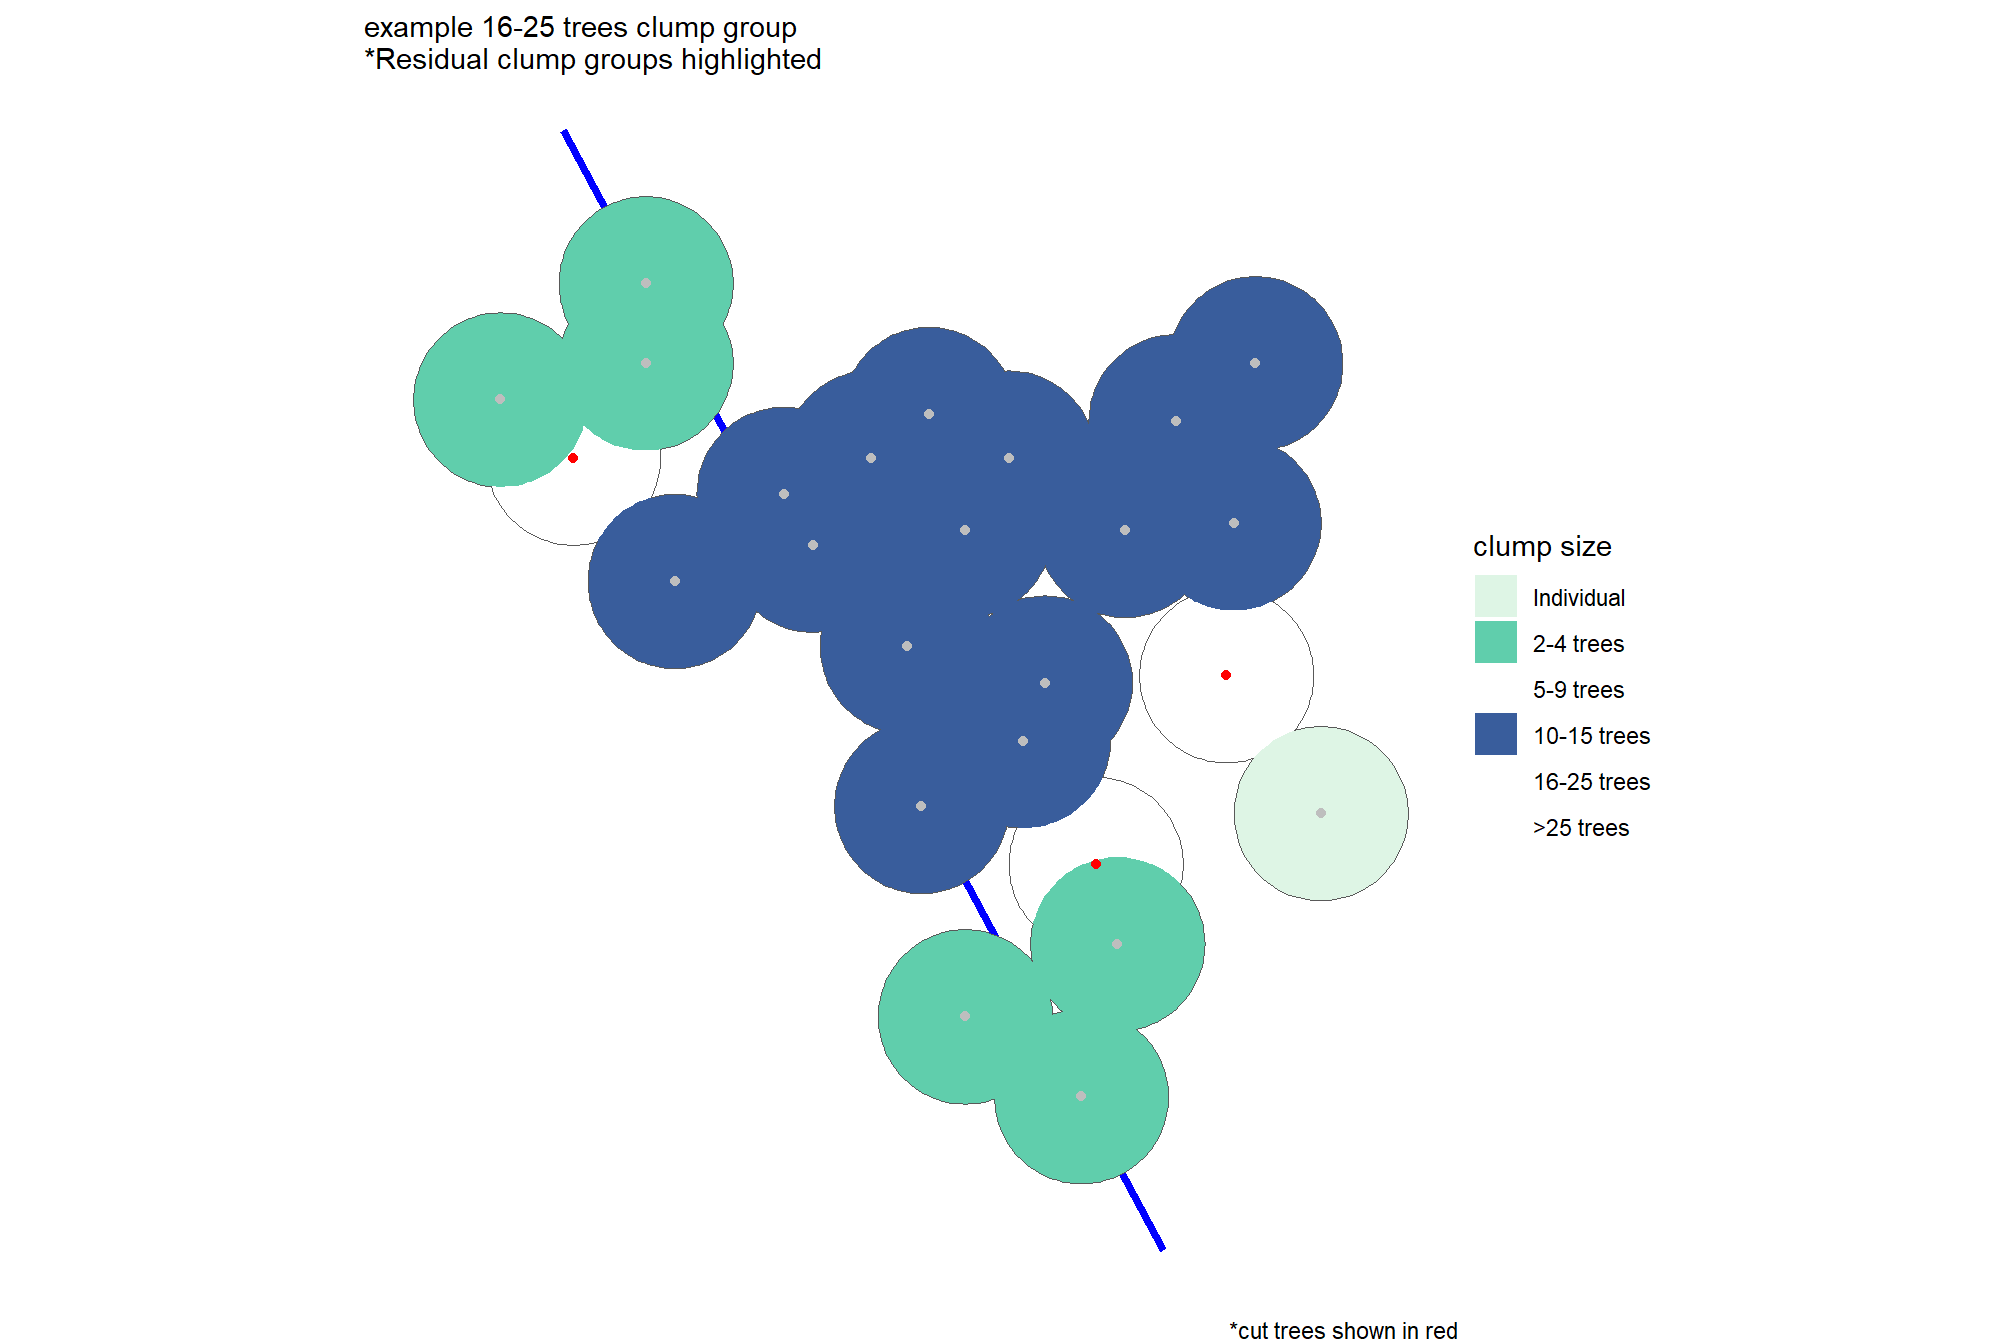 example 16-25 trees clump group
*Residual clump groups highlighted
clump size
Individual
2-4 trees
5-9 trees
10-15 trees
16-25 trees
>25 trees
*cut trees shown in red